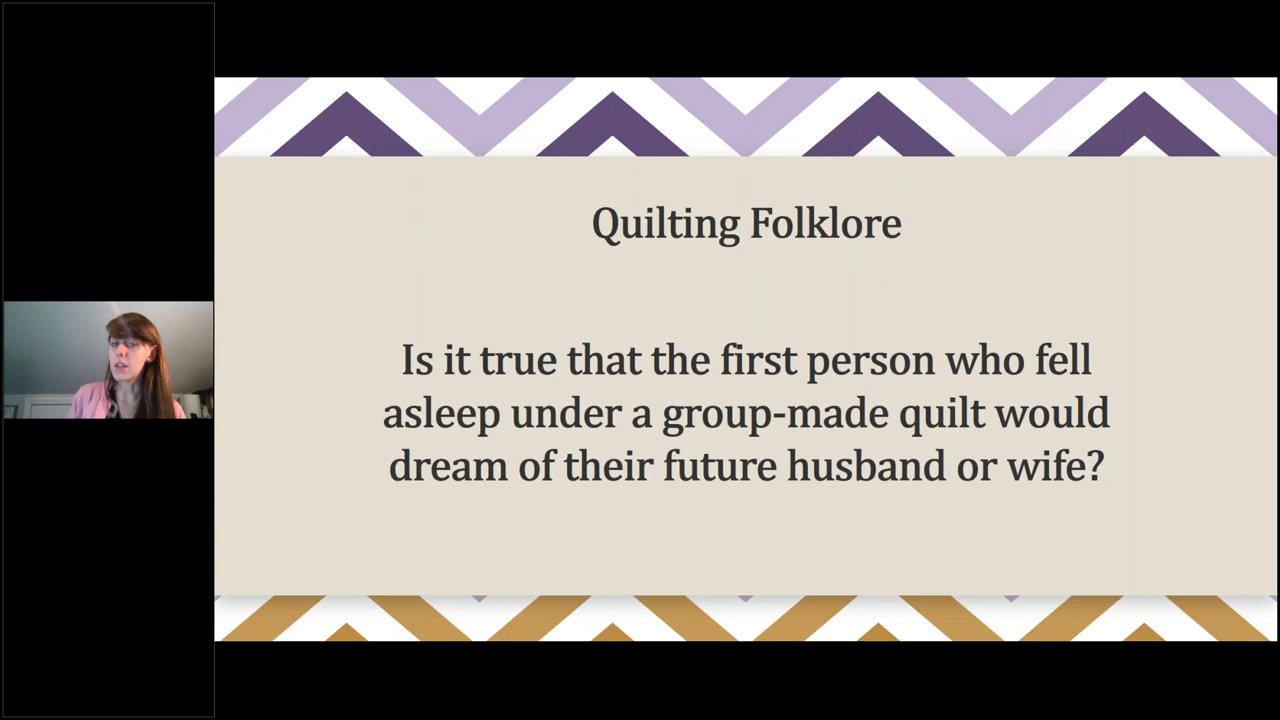 Quilting Folklore
Is it true that the first person who fell
asleep under a group-made quilt would
dream of their future husband or wife?